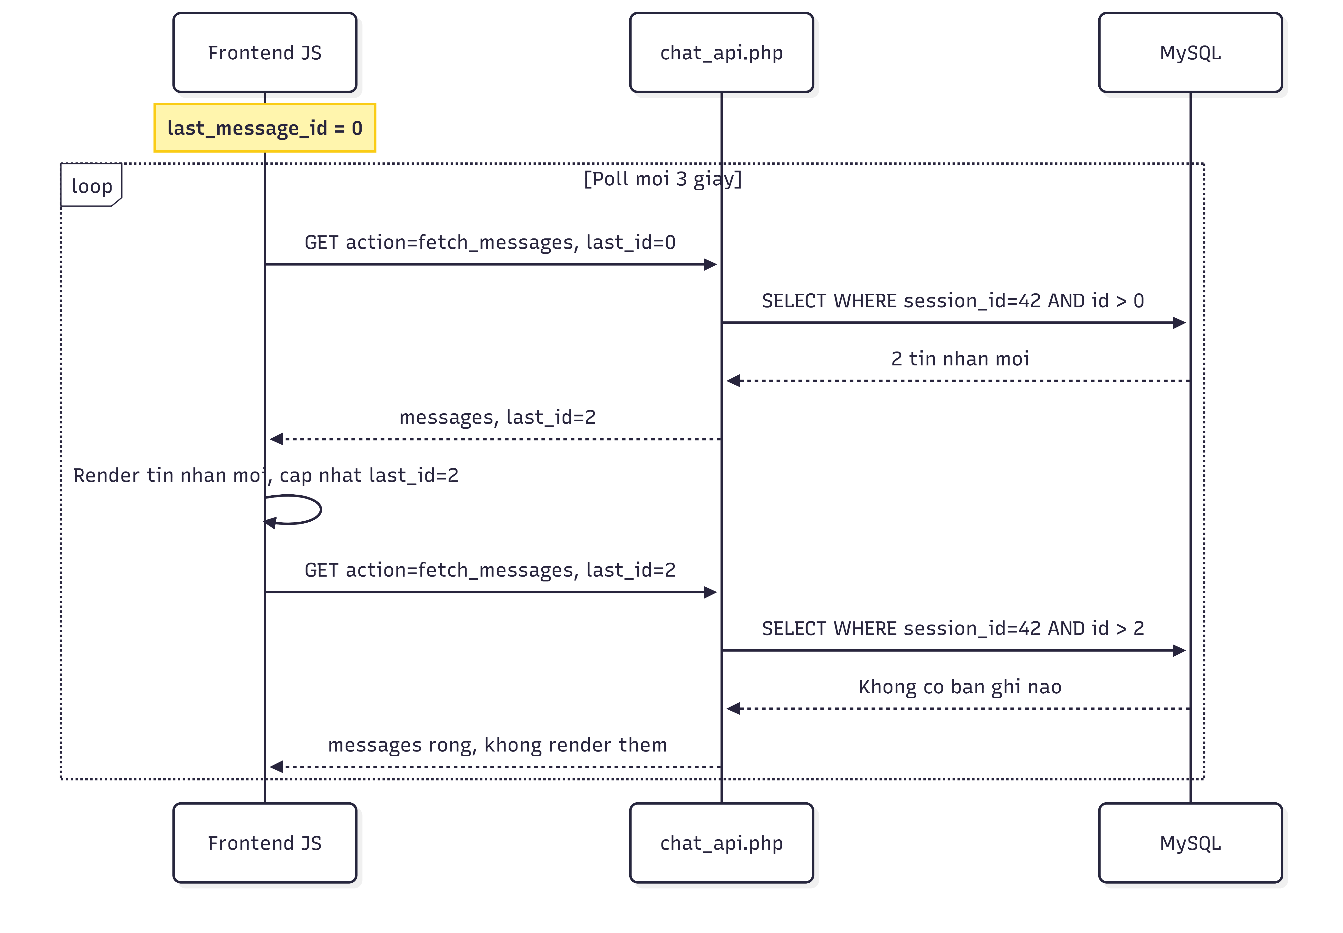 Frontend JS
chat_api.php
MySQL
last_message_id = 0
loop
[Poll moi 3 giay]
GET action=fetch_messages, last_id=0
SELECT WHERE session_id=42 AND id > 0
2 tin nhan moi
messages, last_id=2
Render tin nhan moi, cap nhat last_id=2
GET action=fetch_messages, last_id=2
SELECT WHERE session_id=42 AND id > 2
Khong co ban ghi nao
messages rong, khong render them
Frontend JS
chat_api.php
MySQL